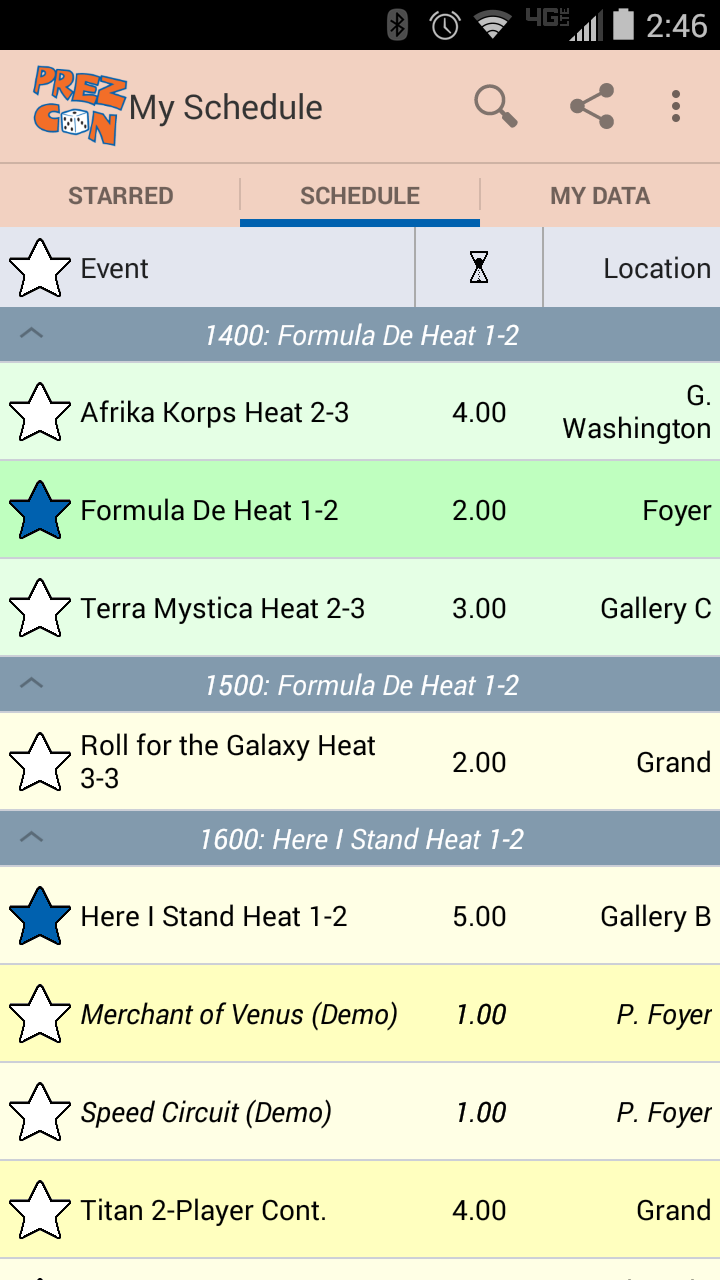 4G LTE 2:46
PREZ
CON
My Schedule
STARRED SCHEDULE MY DATA
Event Location
1400: Formula De Heat 1-2
Afrika Korps Heat 2-3 4.00 G.
Washington
Formula De Heat 1-2 2.00 Foyer
Terra Mystica Heat 2-3 3.00 Gallery C
1500: Formula De Heat 1-2
Roll for the Galaxy Heat
3-3 2.00 Grand
1600: Here I Stand Heat 1-2
Here I Stand Heat 1-2 5.00 Gallery B
Merchant of Venus (Demo) 1.00 P. Foyer
Speed Circuit (Demo) 1.00 P. Foyer
Titan 2-Player Cont. 4.00 Grand